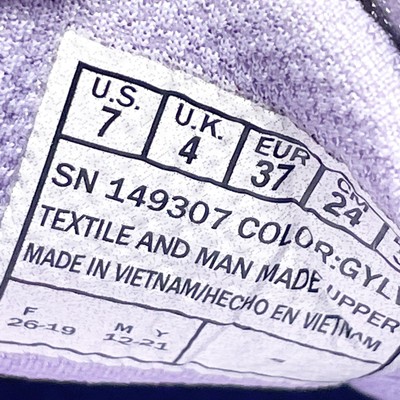 U.S. U.K. EUR CM
7 4 37 24
SN 149307 COLOR:GYLV
TEXTILE AND MAN MADE UPPER
MADE IN VIETNAM/HECHO EN VIETNAM
F M Y
26-19 12-21 -